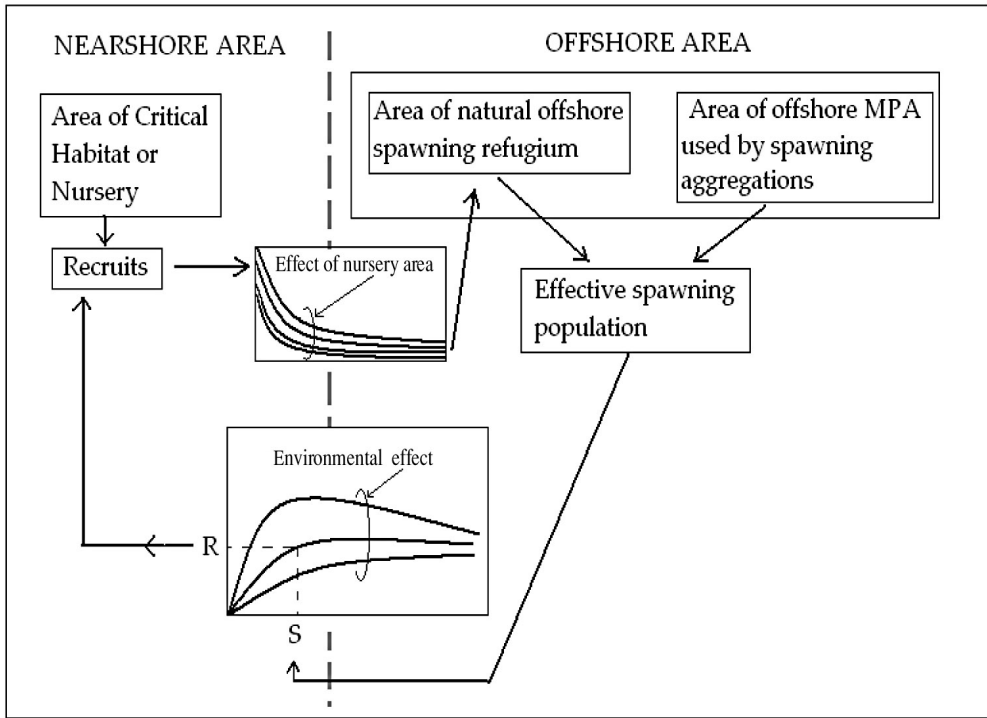 NEARSHORE AREA
OFFSHORE AREA
Area of Critical
Habitat or
Nursery
Area of natural offshore
spawning refugium
Area of offshore MPA
used by spawning
aggregations
Recruits
Effect of nursery area
Effective spawning
population
Environmental effect
R
S